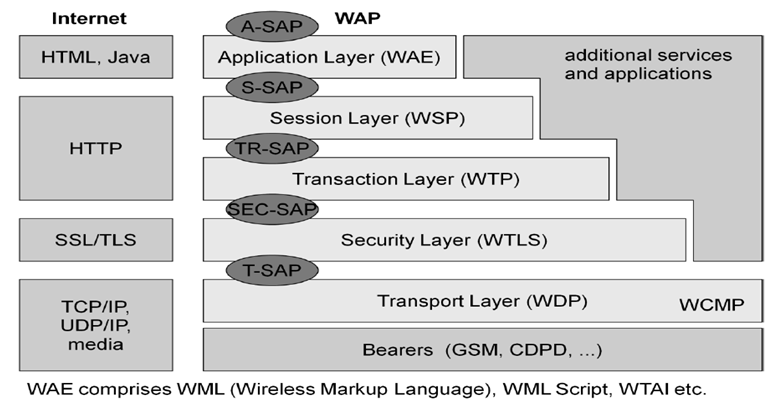 Internet
WAP
A-SAP
HTML, Java
Application Layer (WAE)
additional services
and applications
S-SAP
HTTP
Session Layer (WSP)
TR-SAP
Transaction Layer (WTP)
SEC-SAP
SSL/TLS
Security Layer (WTLS)
T-SAP
TCP/IP,
UDP/IP,
media
Transport Layer (WDP)
WCMP
Bearers (GSM, CDPD, ...)
WAE comprises WML (Wireless Markup Language), WML Script, WTAI etc.